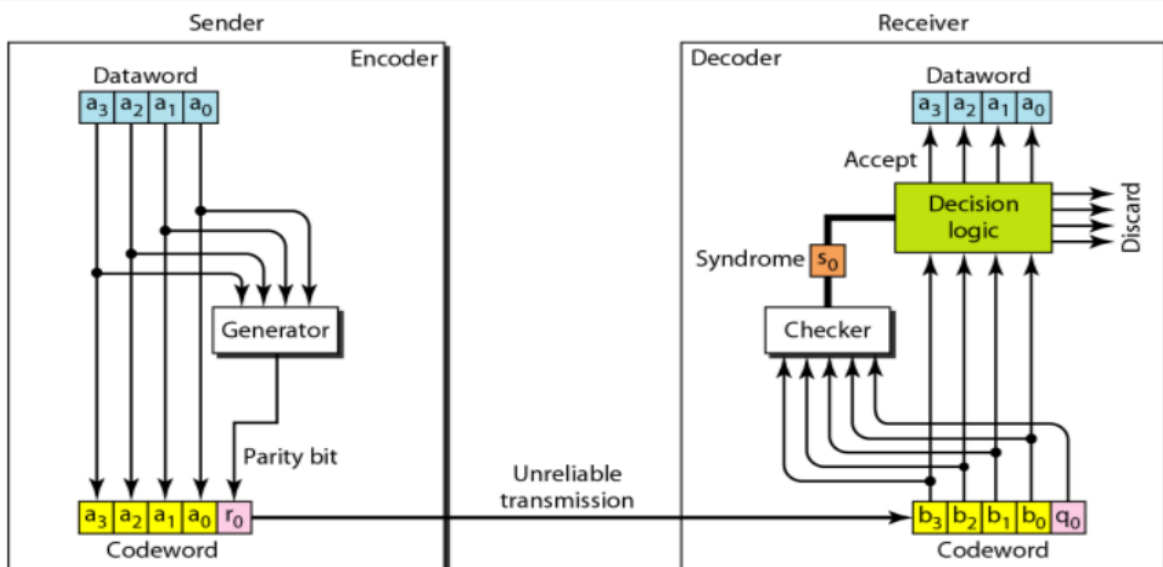 Sender
Receiver
Encoder
Decoder
Dataword
a3 a2 a1 a0
Dataword
a3 a2 a1 a0
Accept
Decision
logic
Discard
Syndrome
s0
Generator
Checker
Parity bit
Unreliable
transmission
a3 a2 a1 a0 r0
Codeword
b3 b2 b1 b0 q0
Codeword